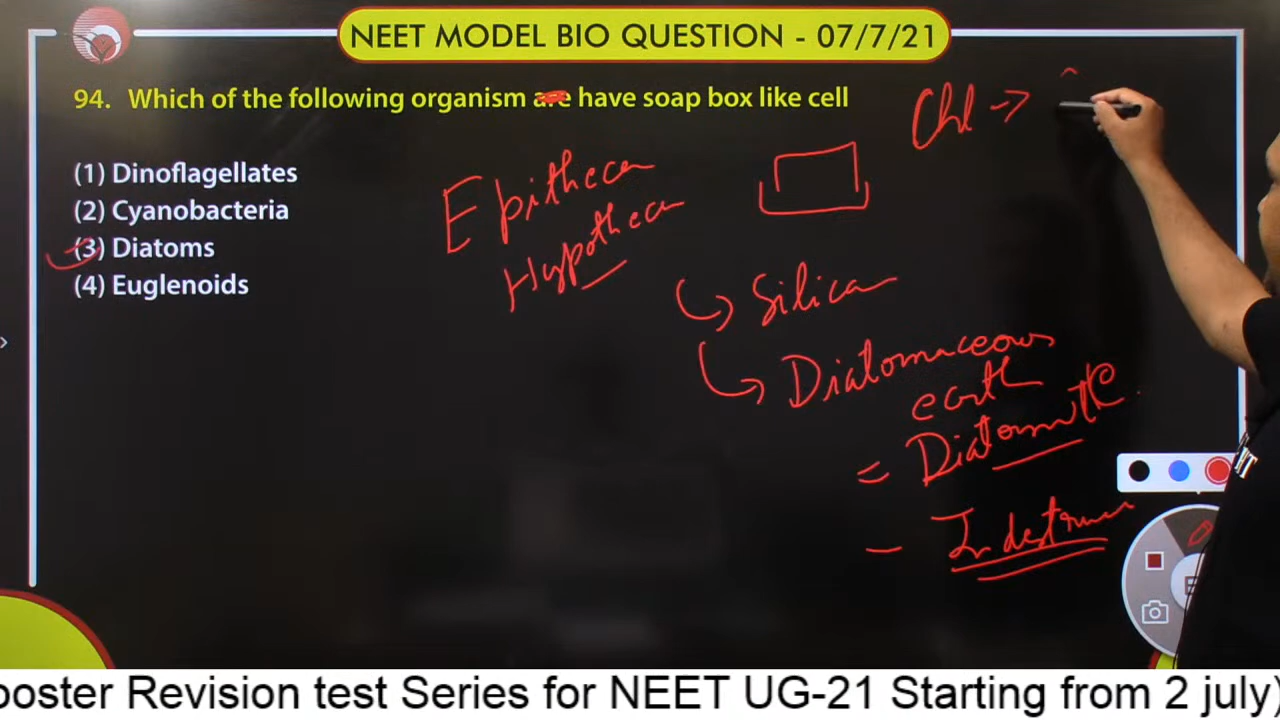 NEET MODEL BIO QUESTION - 07/7/21
94. Which of the following organism are have soap box like cell
(1) Dinoflagellates
(2) Cyanobacteria
(3) Diatoms
(4) Euglenoids
Chl →
Epitheca
Hypotheca
Silica
Diatomaceous
earth
= Diatomite
ooster Revision test Series for NEET UG-21 Starting from 2 july)